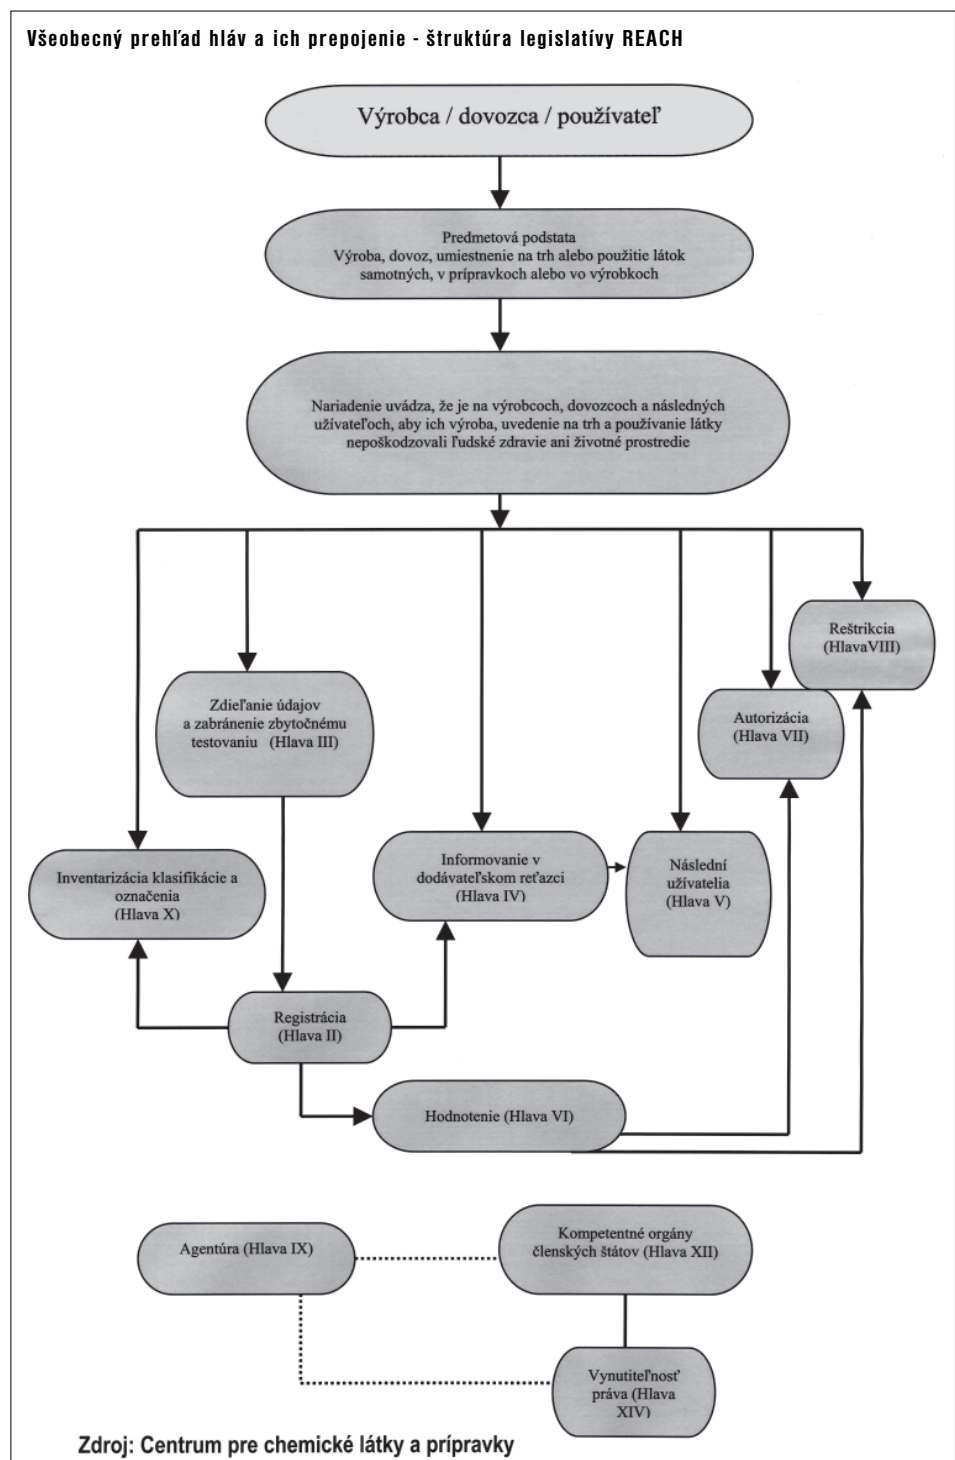 Všeobecný prehľad hláv a ich prepojenie - štruktúra legislatívy REACH
Výrobca / dovozca / používateľ
Predmetová podstata
Výroba, dovoz, umiestnenie na trh alebo použitie látok
samotných, v prípravkoch alebo vo výrobkoch
Nariadenie uvádza, že je na výrobcoch, dovozcoch a následných
užívateľoch, aby ich výroba, uvedenie na trh a používanie látky
nepoškodzovali ľudské zdravie ani životné prostredie
Reštrikcia
(HlavaVIII)
Zdieľanie údajov
a zabránenie zbytočnému
testovaniu (Hlava III)
Autorizácia
(Hlava VII)
Inventarizácia klasifikácie a
označenia
(Hlava X)
Informovanie v
dodávateľskom reťazci
(Hlava IV)
Následní
užívatelia
(Hlava V)
Registrácia
(Hlava II)
Hodnotenie (Hlava VI)
Agentúra (Hlava IX)
Kompetentné orgány
členských štátov (Hlava XII)
Vynutiteľnosť
práva (Hlava
XIV)
Zdroj: Centrum pre chemické látky a prípravky